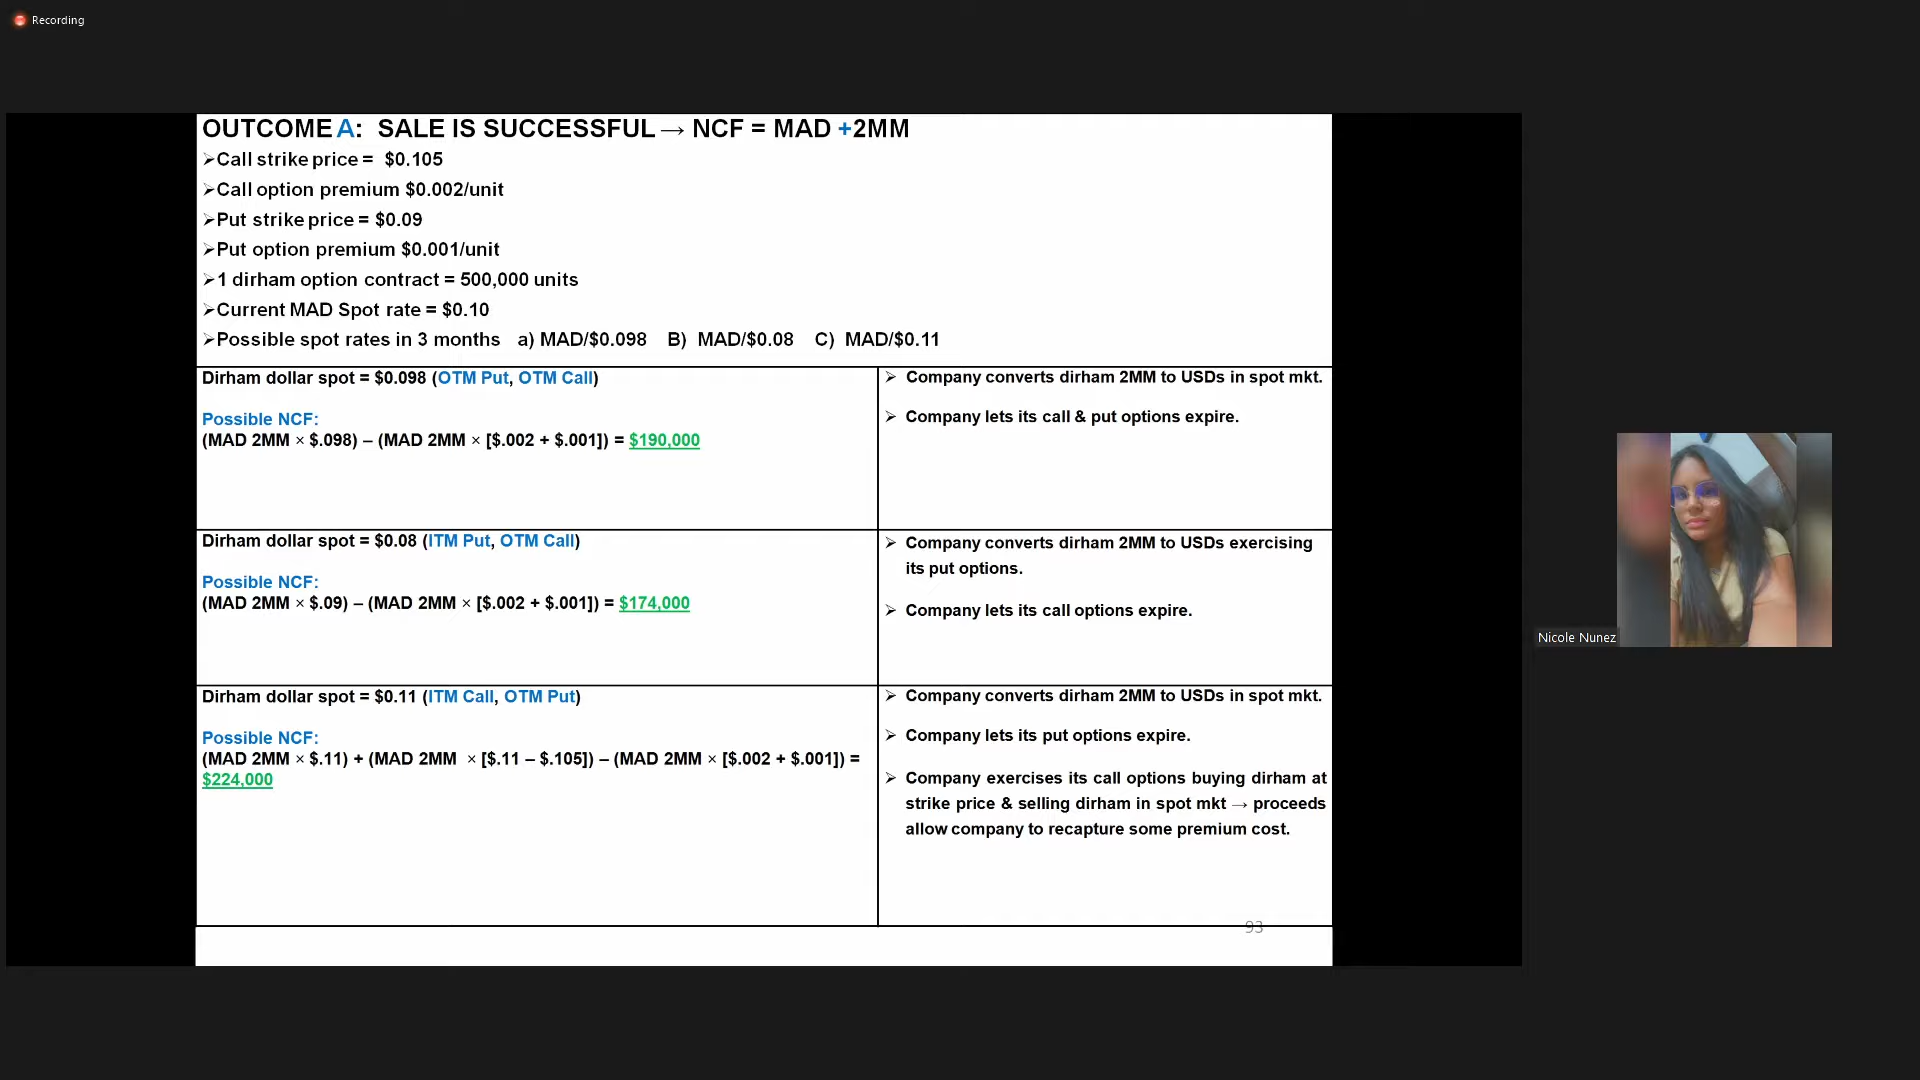 Recording
OUTCOME A: SALE IS SUCCESSFUL → NCF = MAD +2MM
➢Call strike price = $0.105
➢Call option premium $0.002/unit
➢Put strike price = $0.09
➢Put option premium $0.001/unit
➢1 dirham option contract = 500,000 units
➢Current MAD Spot rate = $0.10
➢Possible spot rates in 3 months a) MAD/$0.098 B) MAD/$0.08 C) MAD/$0.11
Dirham dollar spot = $0.098 (OTM Put, OTM Call)
Possible NCF:
(MAD 2MM × $.098) – (MAD 2MM × [$.002 + $.001]) = $190,000
➢ Company converts dirham 2MM to USDs in spot mkt.
➢ Company lets its call & put options expire.
Dirham dollar spot = $0.08 (ITM Put, OTM Call)
Possible NCF:
(MAD 2MM × $.09) – (MAD 2MM × [$.002 + $.001]) = $174,000
➢ Company converts dirham 2MM to USDs exercising
its put options.
➢ Company lets its call options expire.
Dirham dollar spot = $0.11 (ITM Call, OTM Put)
Possible NCF:
(MAD 2MM × $.11) + (MAD 2MM × [$.11 – $.105]) – (MAD 2MM × [$.002 + $.001]) =
$224,000
➢ Company converts dirham 2MM to USDs in spot mkt.
➢ Company lets its put options expire.
➢ Company exercises its call options buying dirham at
strike price & selling dirham in spot mkt → proceeds
allow company to recapture some premium cost.
93
Nicole Nunez